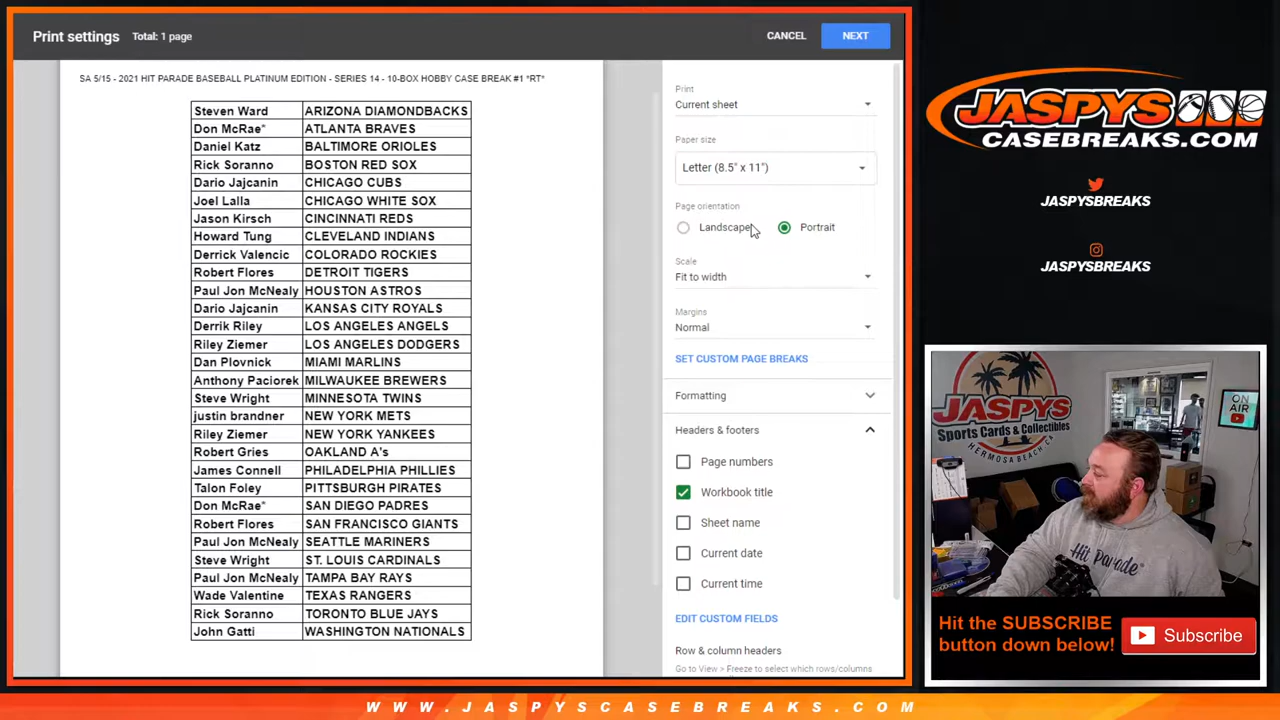 Print settings
Total: 1 page
CANCEL
NEXT
SA 5/15 - 2021 HIT PARADE BASEBALL PLATINUM EDITION - SERIES 14 - 10-BOX HOBBY CASE BREAK #1 *RT*
Steven Ward ARIZONA DIAMONDBACKS
Don McRae* ATLANTA BRAVES
Daniel Katz BALTIMORE ORIOLES
Rick Soranno BOSTON RED SOX
Dario Jajcanin CHICAGO CUBS
Joel Lalla CHICAGO WHITE SOX
Jason Kirsch CINCINNATI REDS
Howard Tung CLEVELAND INDIANS
Derrick Valencic COLORADO ROCKIES
Robert Flores DETROIT TIGERS
Paul Jon McNealy HOUSTON ASTROS
Dario Jajcanin KANSAS CITY ROYALS
Derrik Riley LOS ANGELES ANGELS
Riley Ziemer LOS ANGELES DODGERS
Dan Plovnick MIAMI MARLINS
Anthony Paciorek MILWAUKEE BREWERS
Steve Wright MINNESOTA TWINS
justin brandner NEW YORK METS
Riley Ziemer NEW YORK YANKEES
Robert Gries OAKLAND A's
James Connell PHILADELPHIA PHILLIES
Talon Foley PITTSBURGH PIRATES
Don McRae* SAN DIEGO PADRES
Robert Flores SAN FRANCISCO GIANTS
Paul Jon McNealy SEATTLE MARINERS
Steve Wright ST. LOUIS CARDINALS
Paul Jon McNealy TAMPA BAY RAYS
Wade Valentine TEXAS RANGERS
Rick Soranno TORONTO BLUE JAYS
John Gatti WASHINGTON NATIONALS
Print
Current sheet
Paper size
Letter (8.5" x 11")
Page orientation
Landscape Portrait
Scale
Fit to width
Margins
Normal
SET CUSTOM PAGE BREAKS
Formatting
Headers & footers
Page numbers
Workbook title
Sheet name
Current date
Current time
EDIT CUSTOM FIELDS
Row & column headers
Go to View > Freeze to select which rows/columns
JASPYS
CASEBREAKS.COM
JASPYSBREAKS
JASPYSBREAKS
JASPYS
Sports Cards & Collectibles
HERMOSA BEACH CA
ON
AIR
Hit Parade
Hit the SUBSCRIBE
button down below!
Subscribe
WWW.JASPYSCASEBREAKS.COM